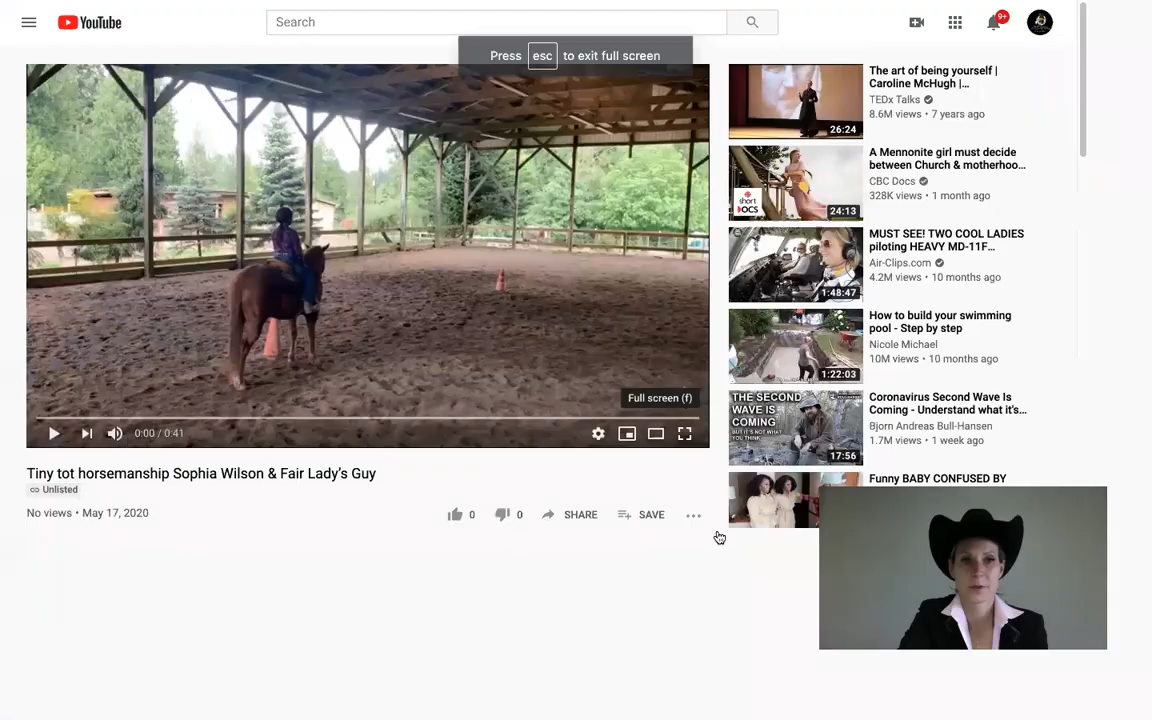 YouTube
Search
9+
Press esc to exit full screen
Full screen (f)
0:00 / 0:41
Tiny tot horsemanship Sophia Wilson & Fair Lady's Guy
Unlisted
No views • May 17, 2020
0
0
SHARE
SAVE
26:24
The art of being yourself |
Caroline McHugh |...
TEDx Talks
8.6M views • 7 years ago
short
DOCS
24:13
A Mennonite girl must decide
between Church & motherhoo...
CBC Docs
328K views • 1 month ago
1:48:47
MUST SEE! TWO COOL LADIES
piloting HEAVY MD-11F...
Air-Clips.com
4.2M views • 10 months ago
1:22:03
How to build your swimming
pool - Step by step
Nicole Michael
10M views • 10 months ago
THE SECOND
WAVE IS
COMING
BUT IT'S NOT WHAT
YOU THINK
17:56
Coronavirus Second Wave Is
Coming - Understand what it's...
Bjorn Andreas Bull-Hansen
1.7M views • 1 week ago
Funny BABY CONFUSED BY